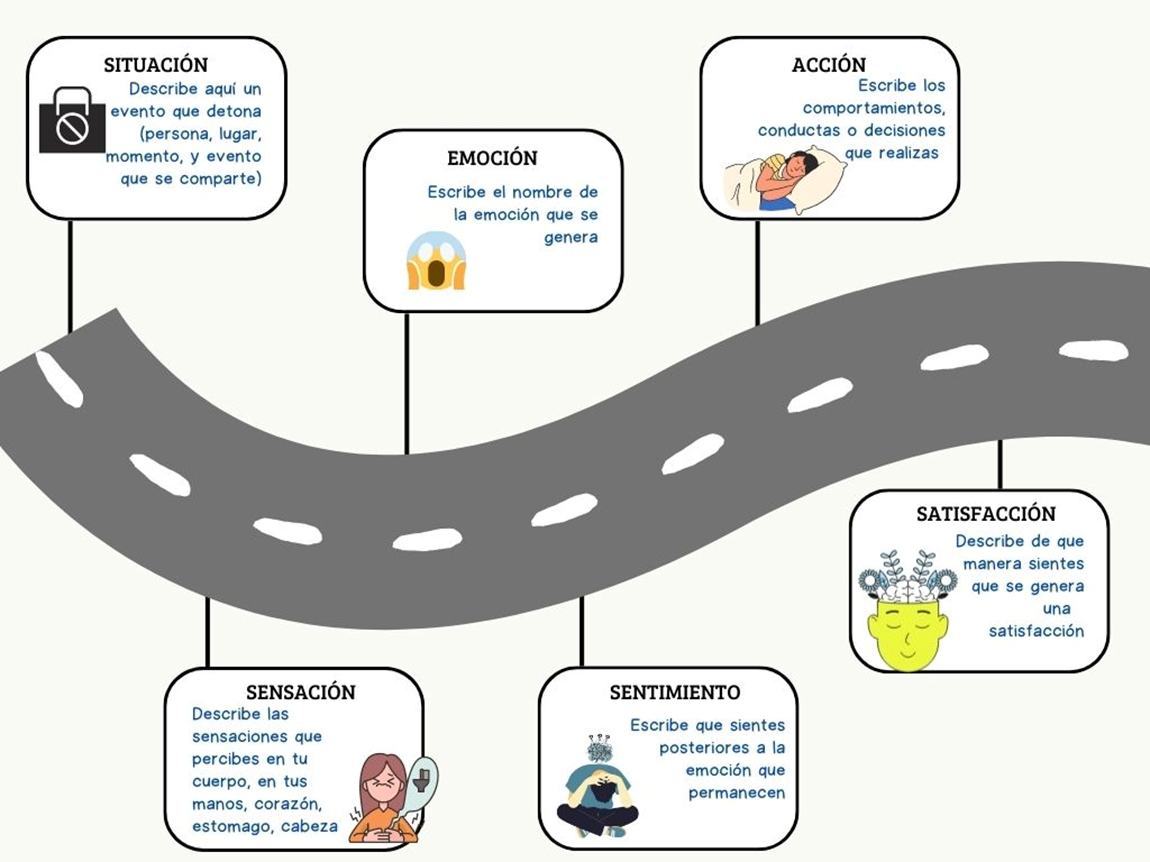 SITUACIÓN
Describe aquí un
evento que detona
(persona, lugar,
momento, y evento
que se comparte)
SENSACIÓN
Describe las
sensaciones que
percibes en tu
cuerpo, en tus
manos, corazón,
estomago, cabeza
EMOCIÓN
Escribe el nombre de
la emoción que se
genera
SENTIMIENTO
Escribe que sientes
posteriores a la
emoción que
permanecen
ACCIÓN
Escribe los
comportamientos,
conductas o decisiones
que realizas
SATISFACCIÓN
Describe de que
manera sientes
que se genera
una
satisfacción